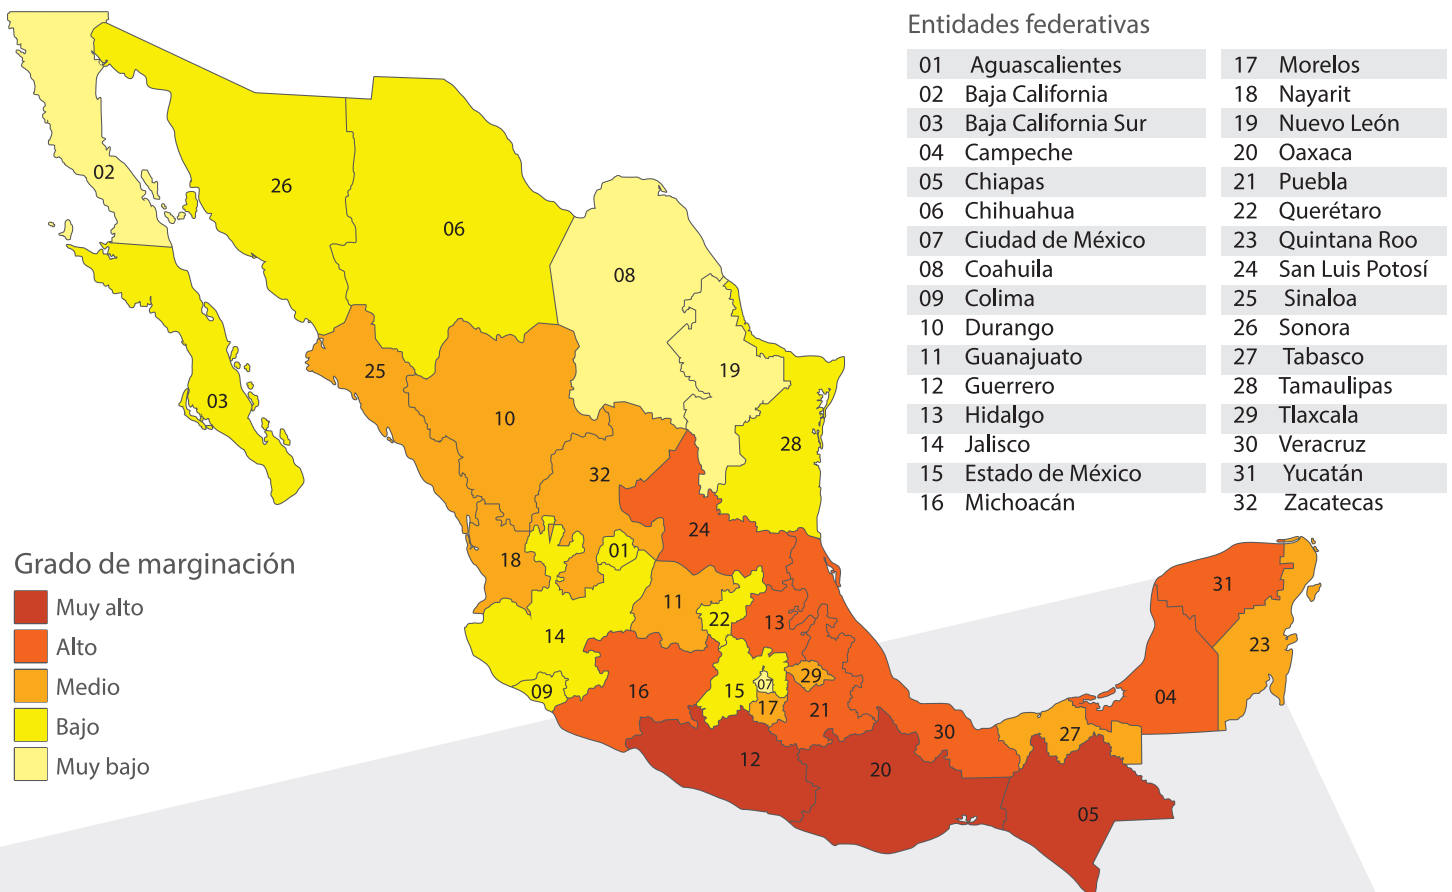 Entidades federativas
01 Aguascalientes
02 Baja California
03 Baja California Sur
04 Campeche
05 Chiapas
06 Chihuahua
07 Ciudad de México
08 Coahuila
09 Colima
10 Durango
11 Guanajuato
12 Guerrero
13 Hidalgo
14 Jalisco
15 Estado de México
16 Michoacán
17 Morelos
18 Nayarit
19 Nuevo León
20 Oaxaca
21 Puebla
22 Querétaro
23 Quintana Roo
24 San Luis Potosí
25 Sinaloa
26 Sonora
27 Tabasco
28 Tamaulipas
29 Tlaxcala
30 Veracruz
31 Yucatán
32 Zacatecas
02
26
06
08
19
25
03
10
28
32
24
01
18
31
11
22
13
14
23
29
07
09
16
15
04
17
21
30
27
12
20
05
Grado de marginación
Muy alto
Alto
Medio
Bajo
Muy bajo